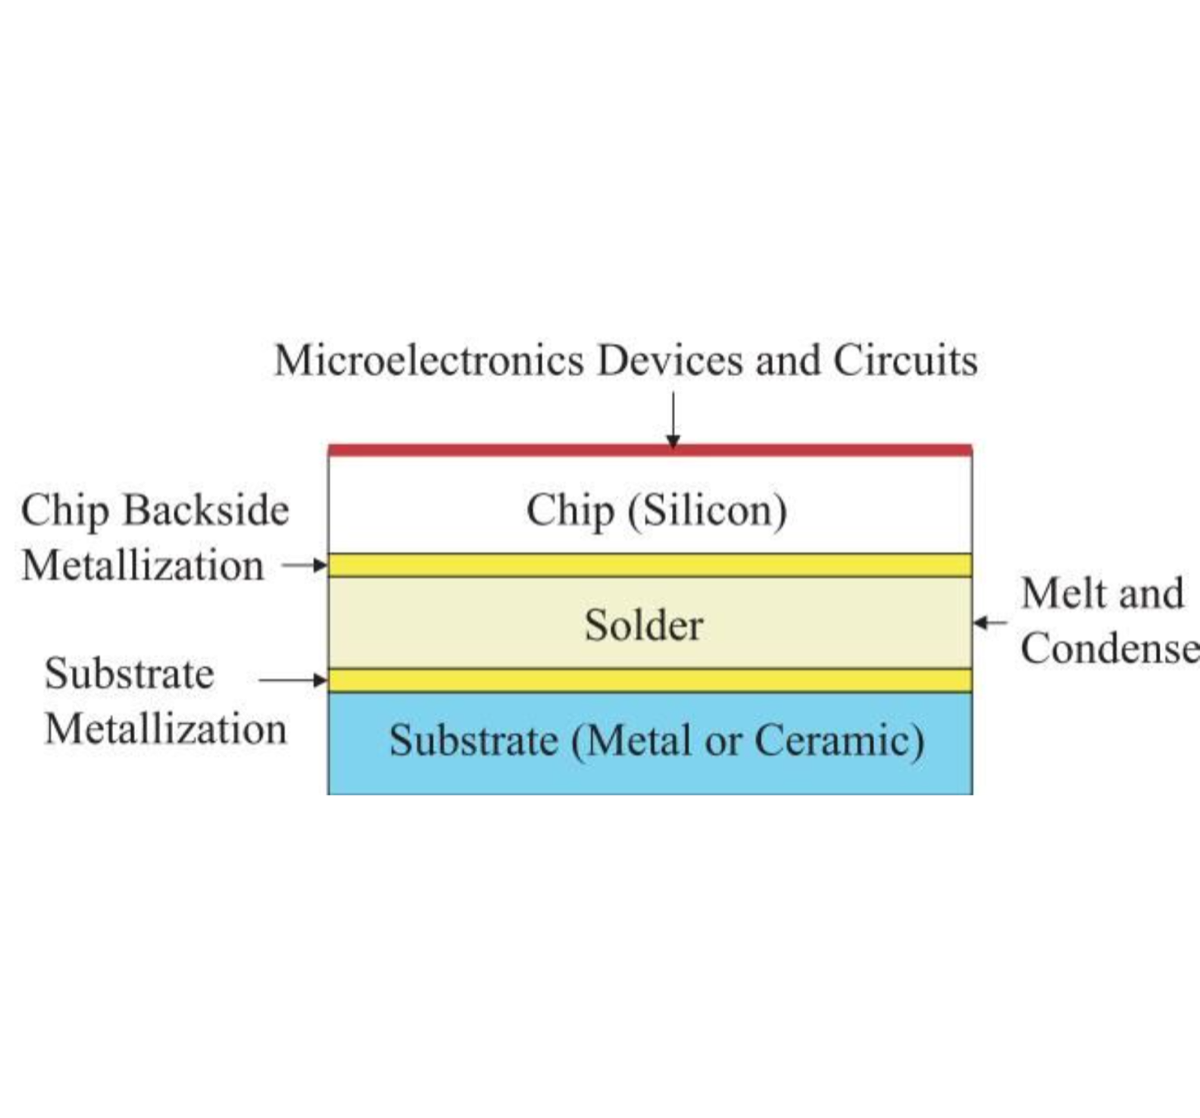 Microelectronics Devices and Circuits
Chip (Silicon)
Chip Backside
Metallization
Solder
Melt and
Condense
Substrate
Metallization
Substrate (Metal or Ceramic)